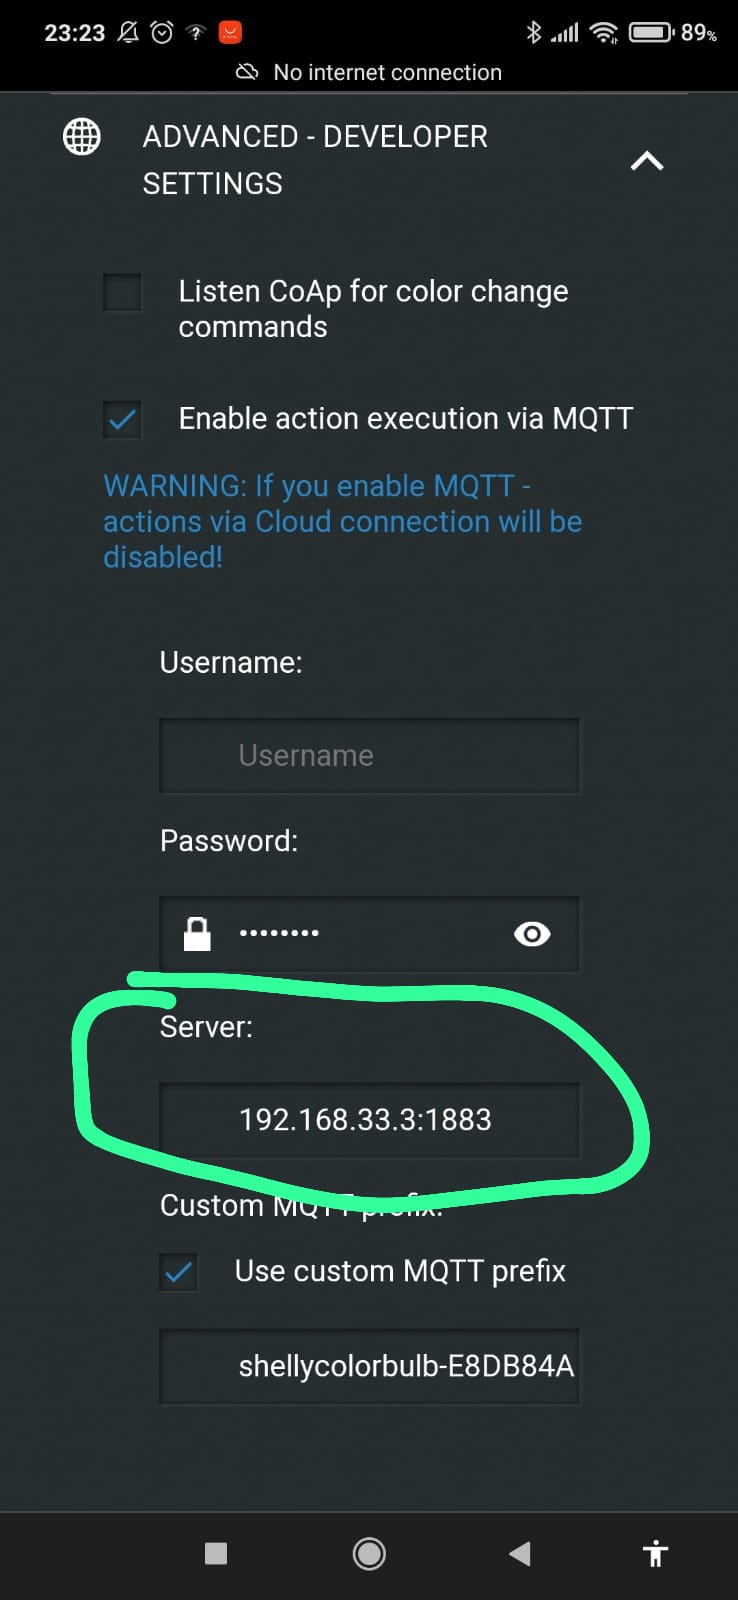 23:23
89%
No internet connection
ADVANCED - DEVELOPER
SETTINGS
Listen CoAp for color change
commands
Enable action execution via MQTT
WARNING: If you enable MQTT -
actions via Cloud connection will be
disabled!
Username:
Username
Password:
••••••••
Server:
192.168.33.3:1883
Custom MQTT prefix:
Use custom MQTT prefix
shellycolorbulb-E8DB84A